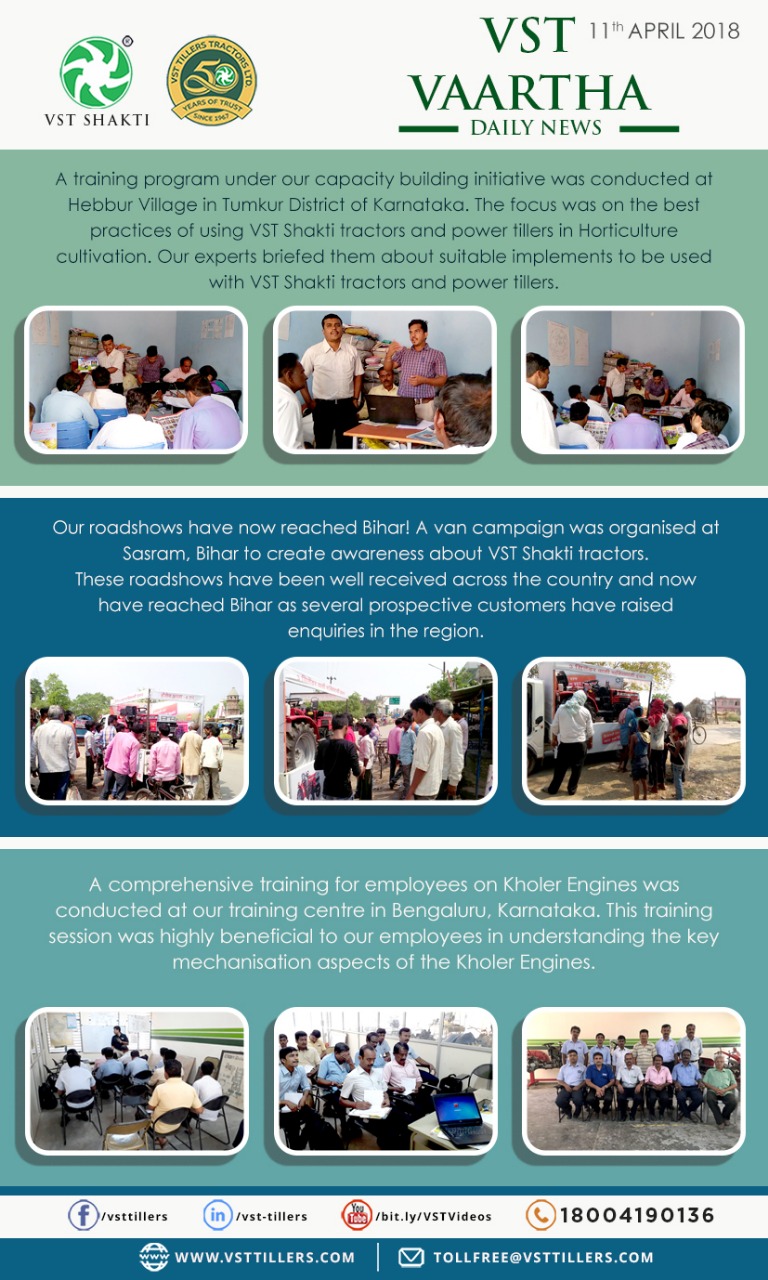 VST SHAKTI
®
VST TILLERS TRACTORS LTD.
50
YEARS OF TRUST
SINCE 1967
VST
11th APRIL 2018
VAARTHA
DAILY NEWS
A training program under our capacity building initiative was conducted at
Hebbur Village in Tumkur District of Karnataka. The focus was on the best
practices of using VST Shakti tractors and power tillers in Horticulture
cultivation. Our experts briefed them about suitable implements to be used
with VST Shakti tractors and power tillers.
Our roadshows have now reached Bihar! A van campaign was organised at
Sasram, Bihar to create awareness about VST Shakti tractors.
These roadshows have been well received across the country and now
have reached Bihar as several prospective customers have raised
enquiries in the region.
A comprehensive training for employees on Kholer Engines was
conducted at our training centre in Bengaluru, Karnataka. This training
session was highly beneficial to our employees in understanding the key
mechanisation aspects of the Kholer Engines.
f /vsttillers
in /vst-tillers
You Tube /bit.ly/VSTVideos
18004190136
WWW.VSTTILLERS.COM
TOLLFREE@VSTTILLERS.COM